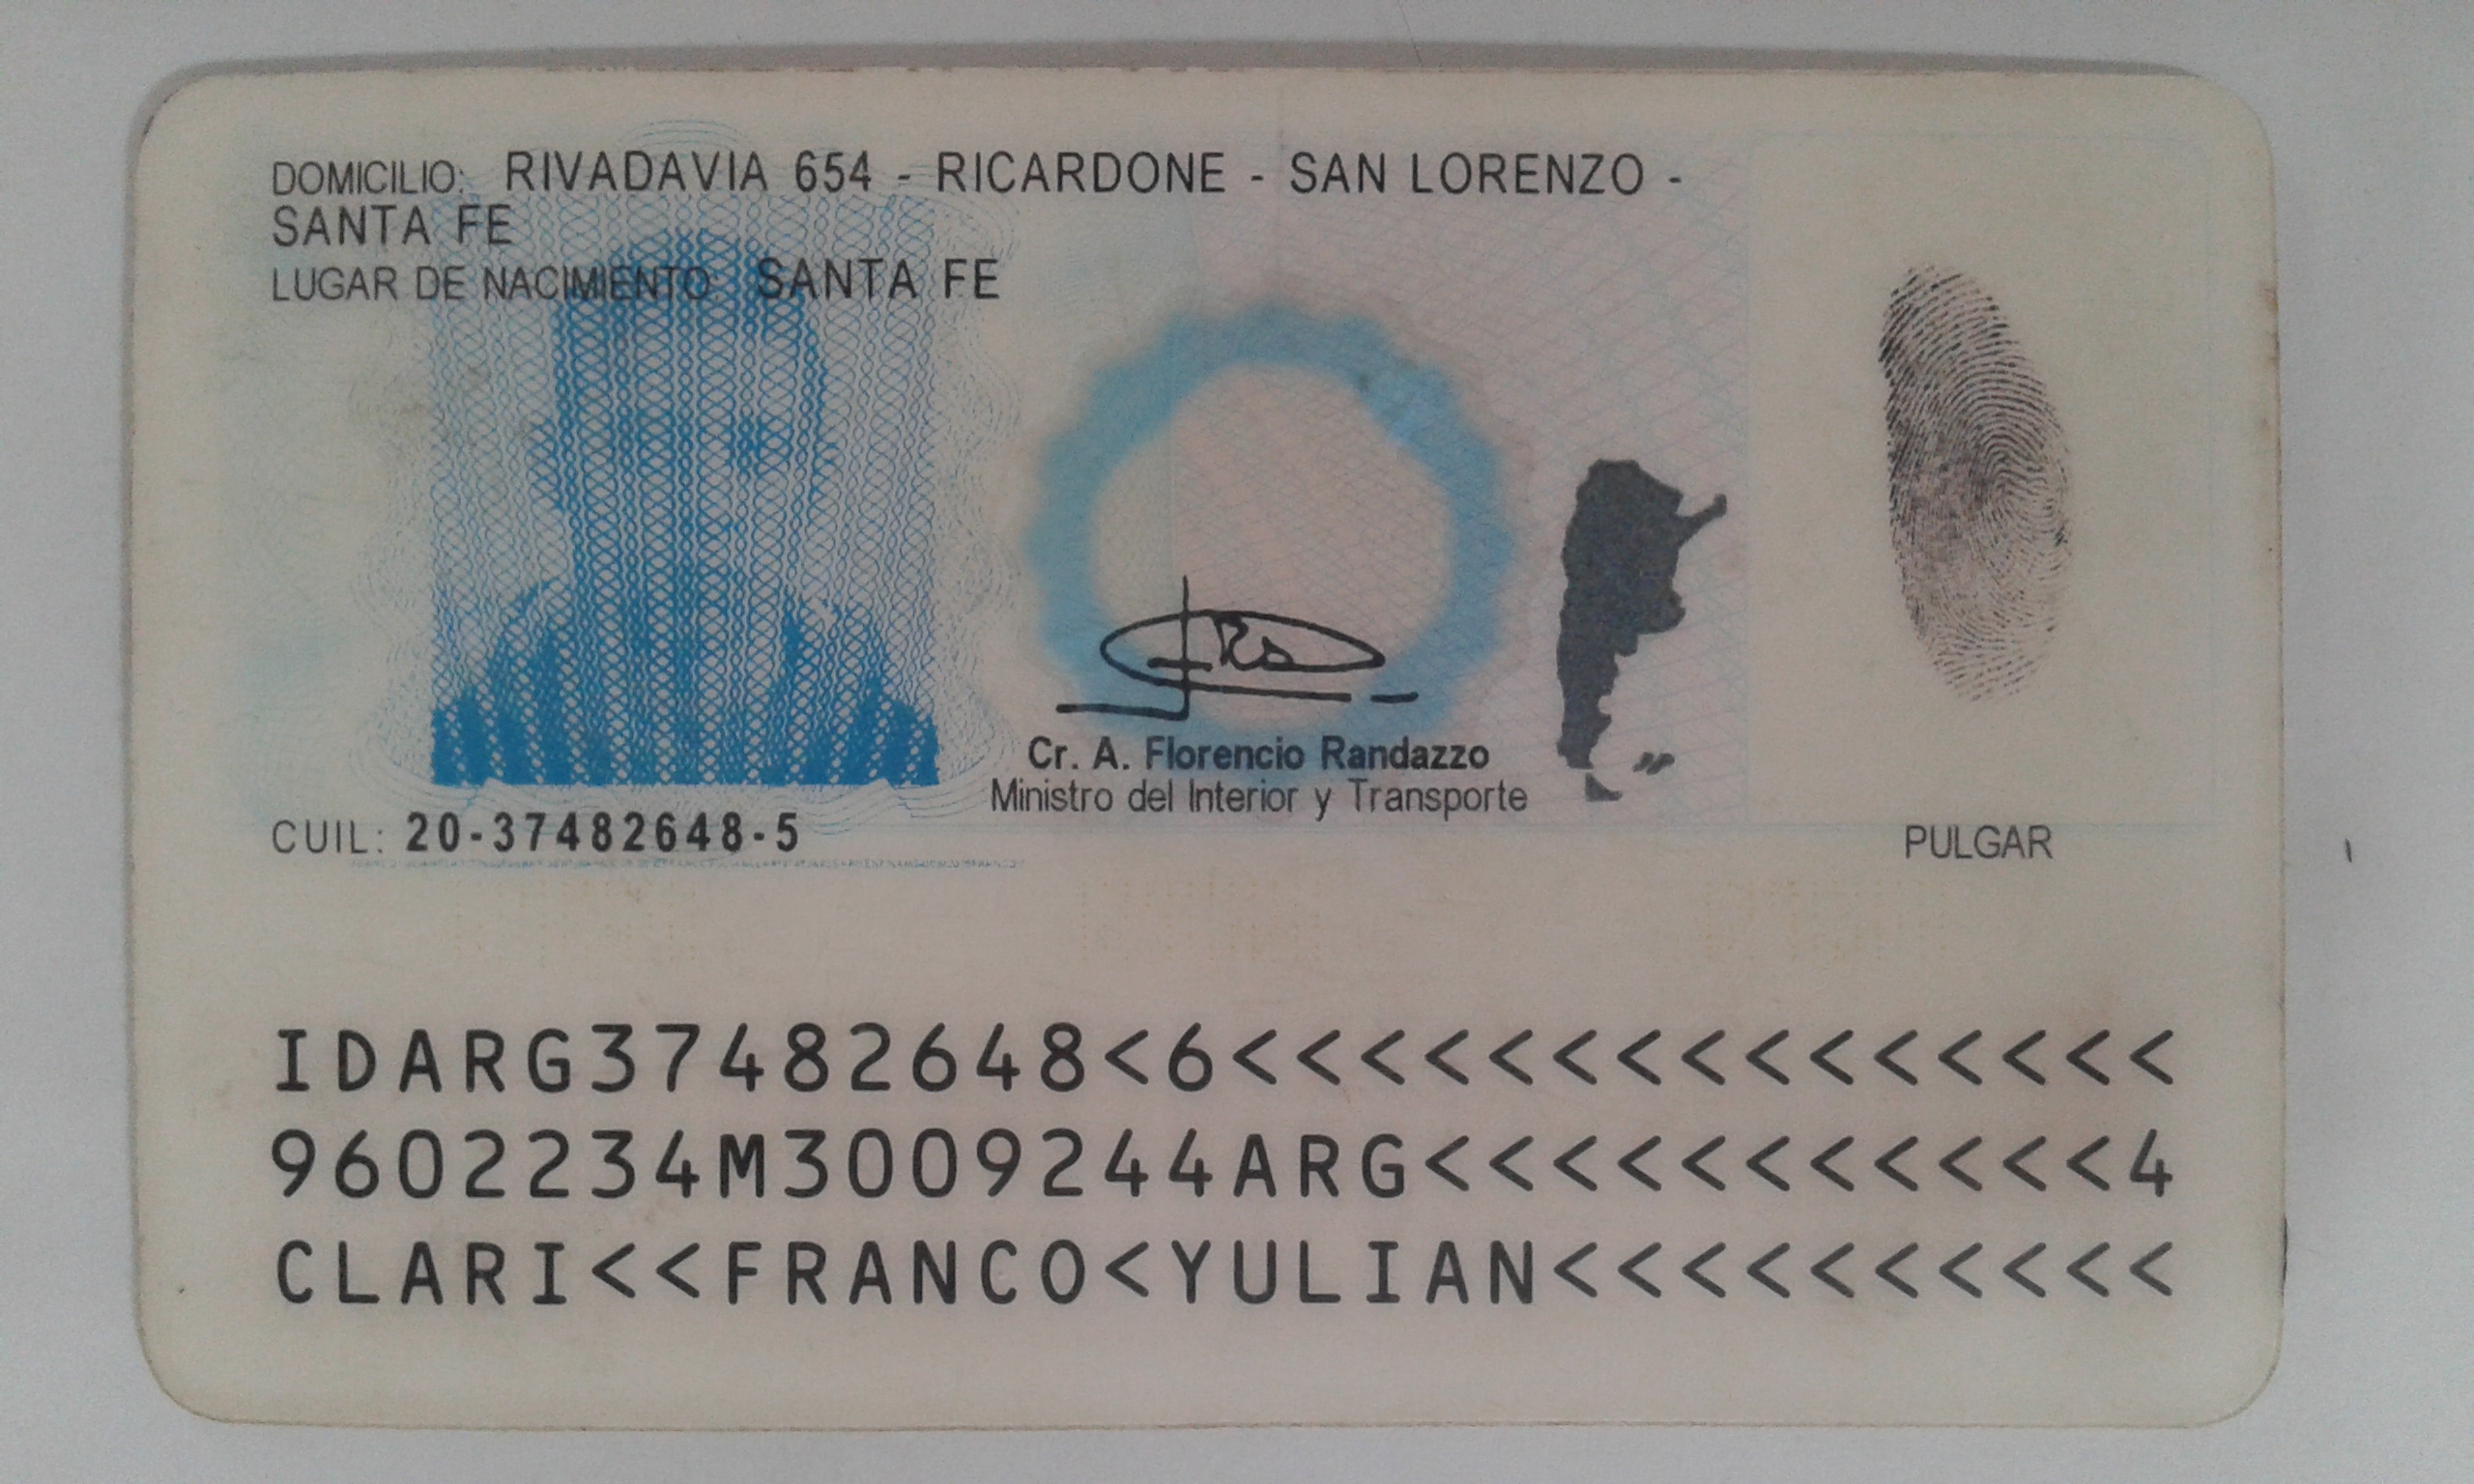 DOMICILIO: RIVADAVIA 654 - RICARDONE - SAN LORENZO -
SANTA FE
LUGAR DE NACIMIENTO: SANTA FE
Cr. A. Florencio Randazzo
Ministro del Interior y Transporte
CUIL: 20-37482648-5
PULGAR
IDARG37482648<6<<<<<<<<<<<<<<<
9602234M3009244ARG<<<<<<<<<<<4
CLARI<<FRANCO<YULIAN<<<<<<<<<<